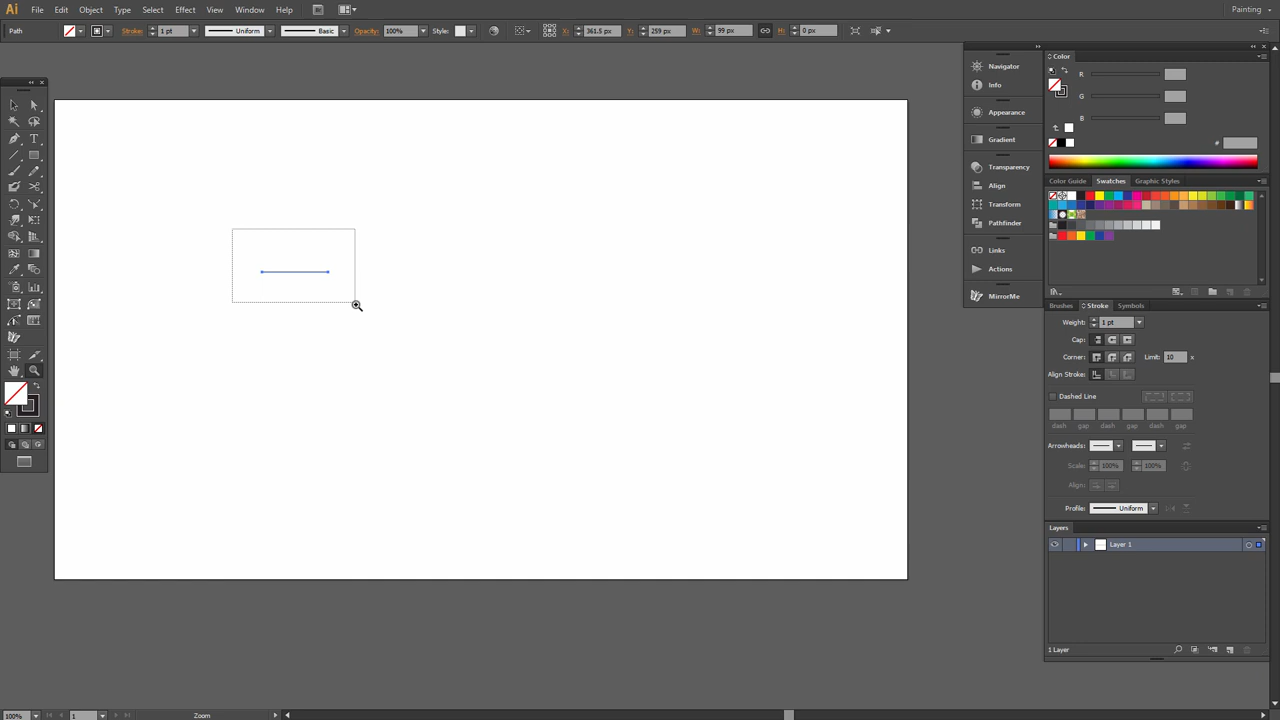 Ai File Edit Object Type Select Effect View Window Help Br Painting
Path Stroke: 1 pt Uniform Basic Opacity: 100% Style: X: 361.5 px Y: 259 px W: 99 px H: 0 px
Navigator
Info
Appearance
Gradient
Transparency
Align
Transform
Pathfinder
Links
Actions
MirrorMe
Color
R
G
B
#
Color Guide Swatches Graphic Styles
Brushes Stroke Symbols
Weight: 1 pt
Cap:
Corner: Limit: 10 x
Align Stroke:
Dashed Line
dash gap dash gap dash gap
Arrowheads:
Scale: 100% 100%
Align:
Profile: Uniform
Layers
Layer 1
1 Layer
100% 1 Zoom